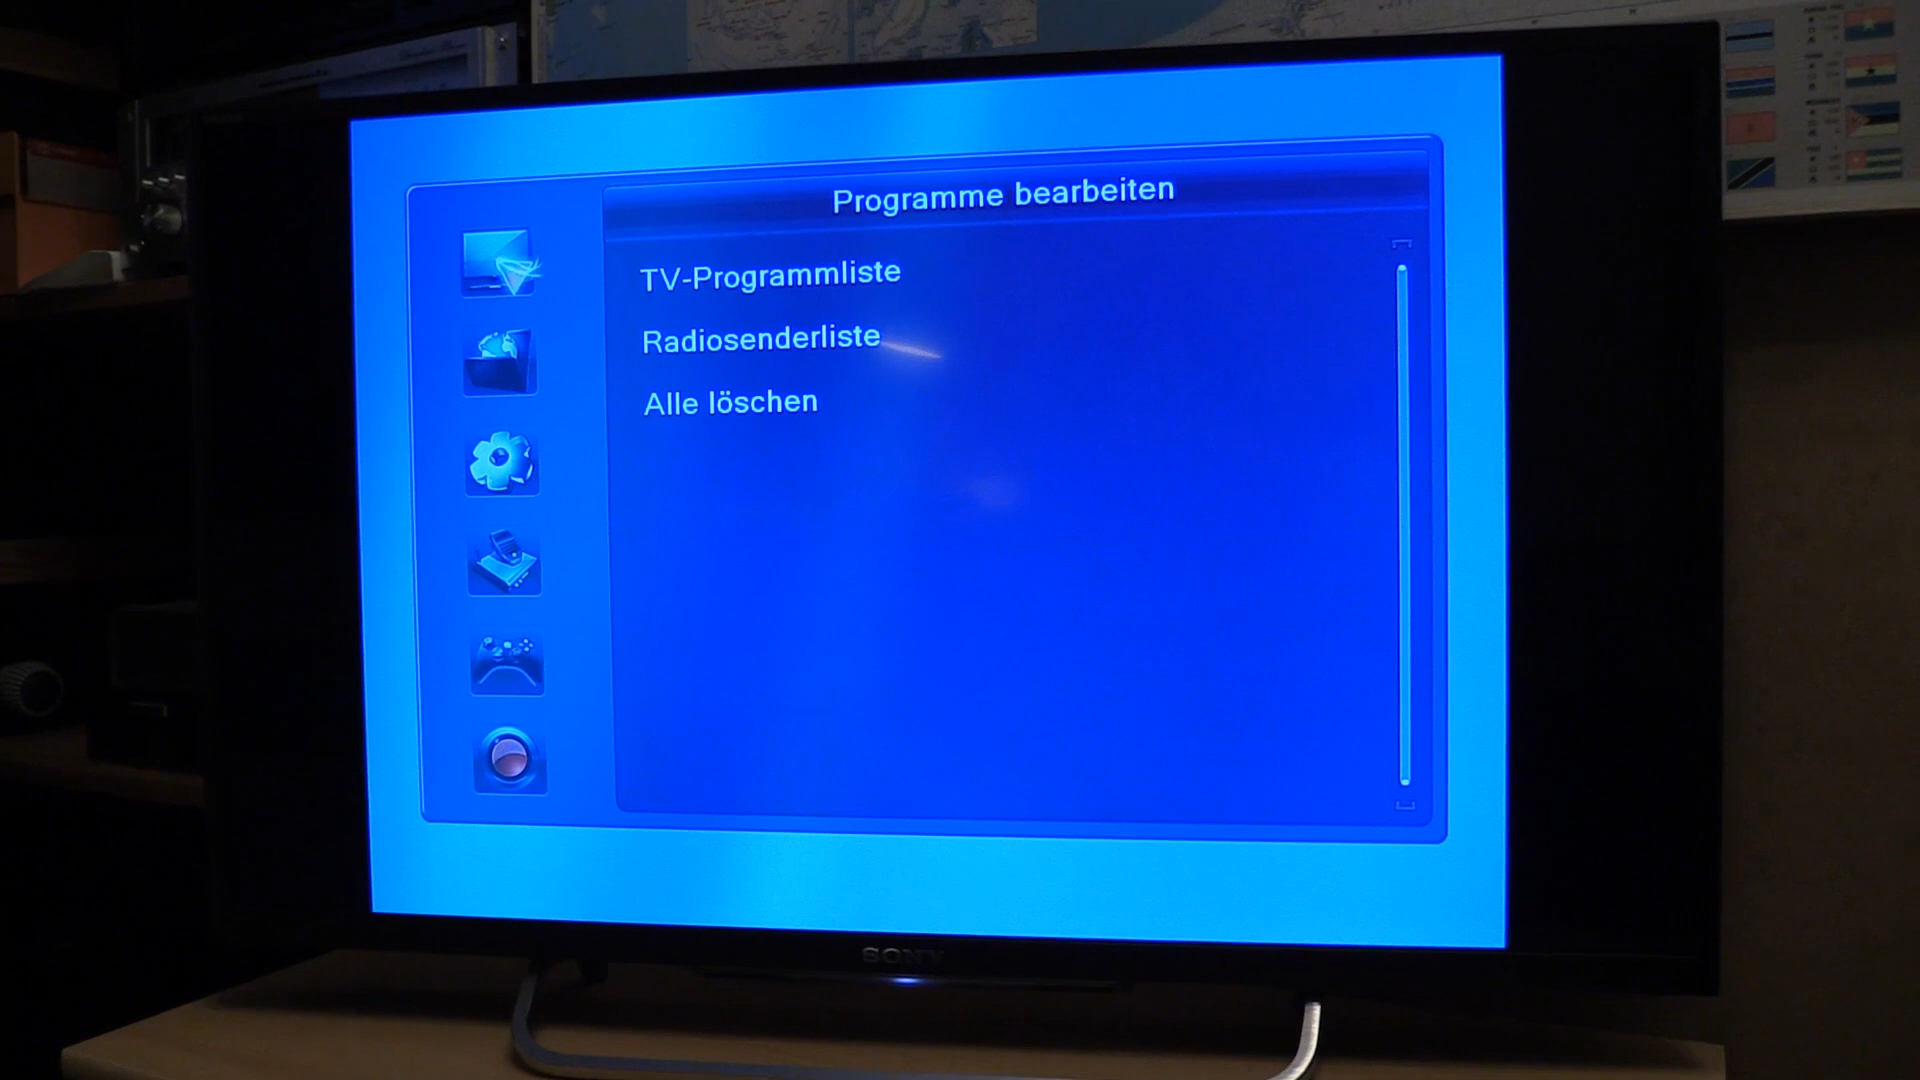 Programme bearbeiten
TV-Programmliste
Radiosenderliste
Alle löschen
SONY